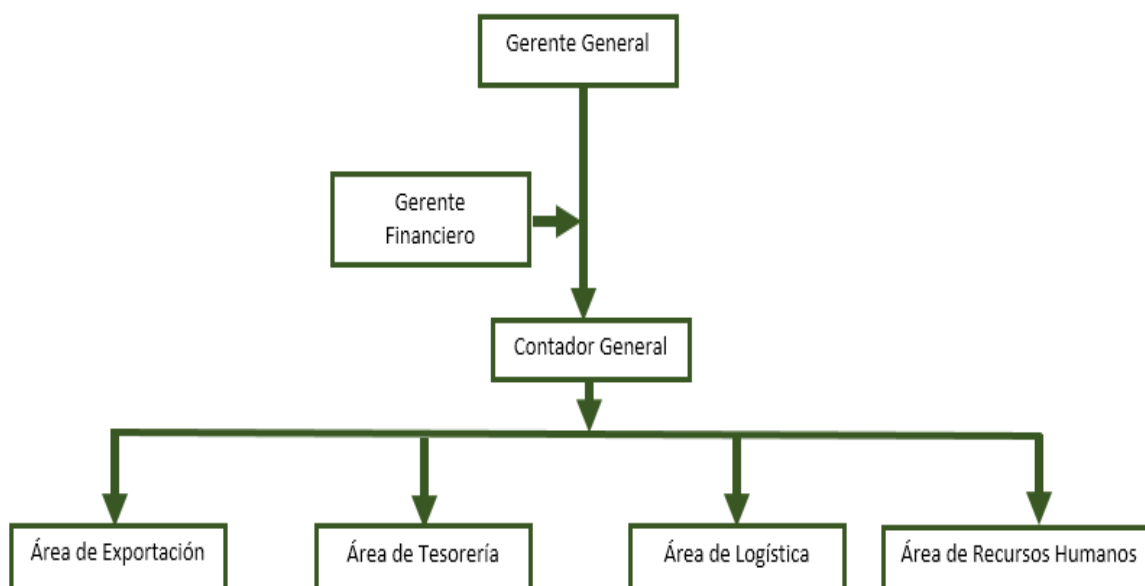 Gerente General
Gerente
Financiero
Contador General
Área de Exportación
Área de Tesorería
Área de Logística
Área de Recursos Humanos